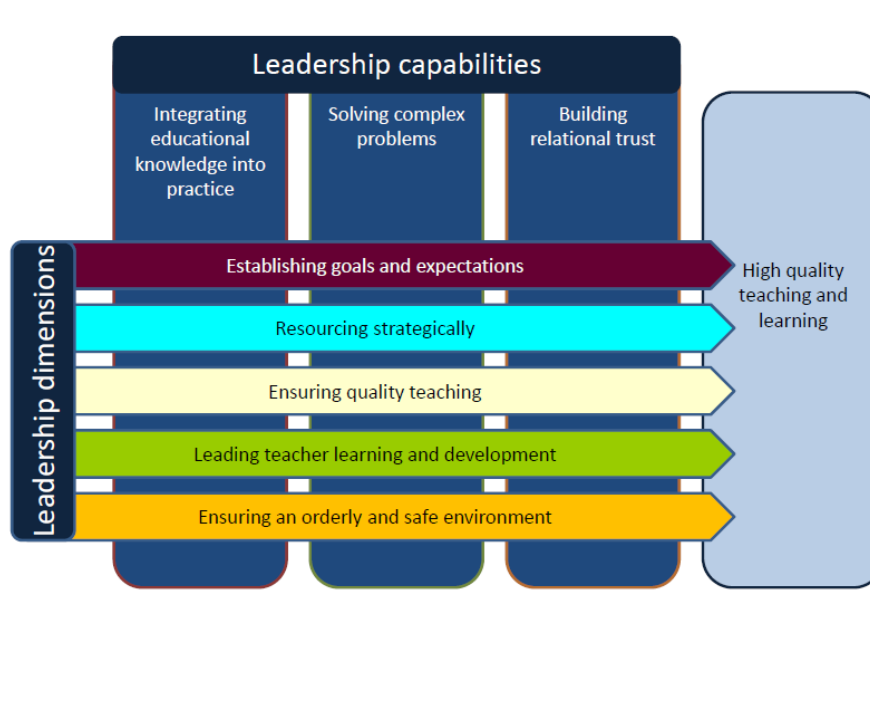 Leadership capabilities
Integrating
educational
knowledge into
practice
Solving complex
problems
Building
relational trust
Leadership dimensions
Establishing goals and expectations
Resourcing strategically
Ensuring quality teaching
Leading teacher learning and development
Ensuring an orderly and safe environment
High quality
teaching and
learning